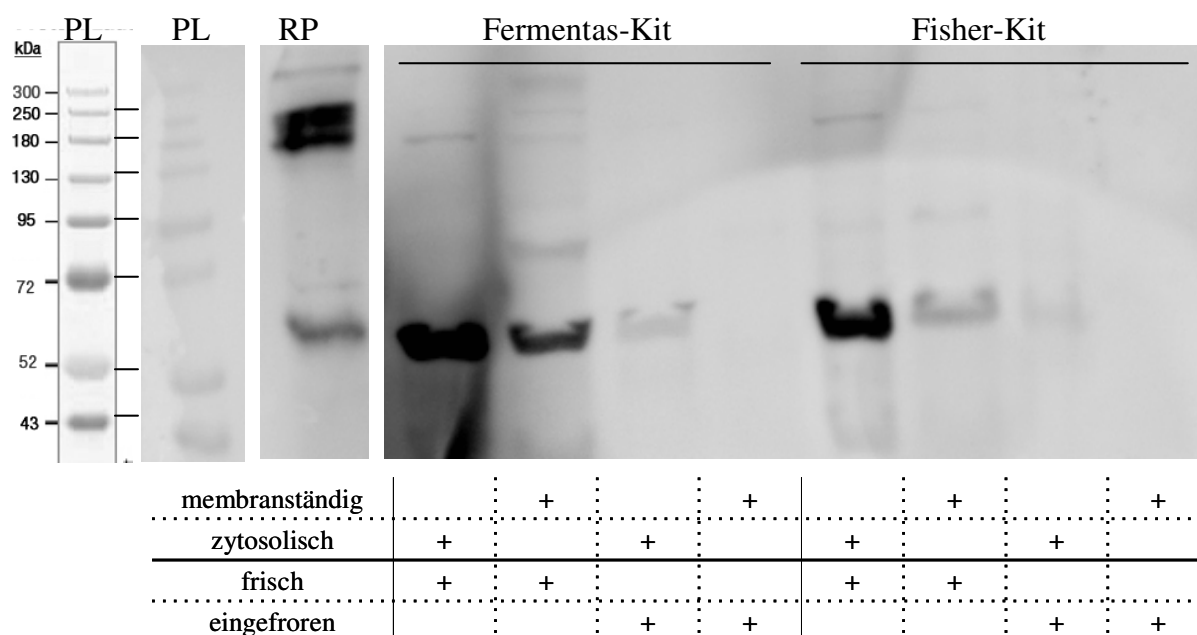 PL PL RP Fermentas-Kit Fisher-Kit
kDa
300
250
180
130
95
72
52
43
membranständig + + + +
zytosolisch + + + +
frisch + + + +
eingefroren + + + +